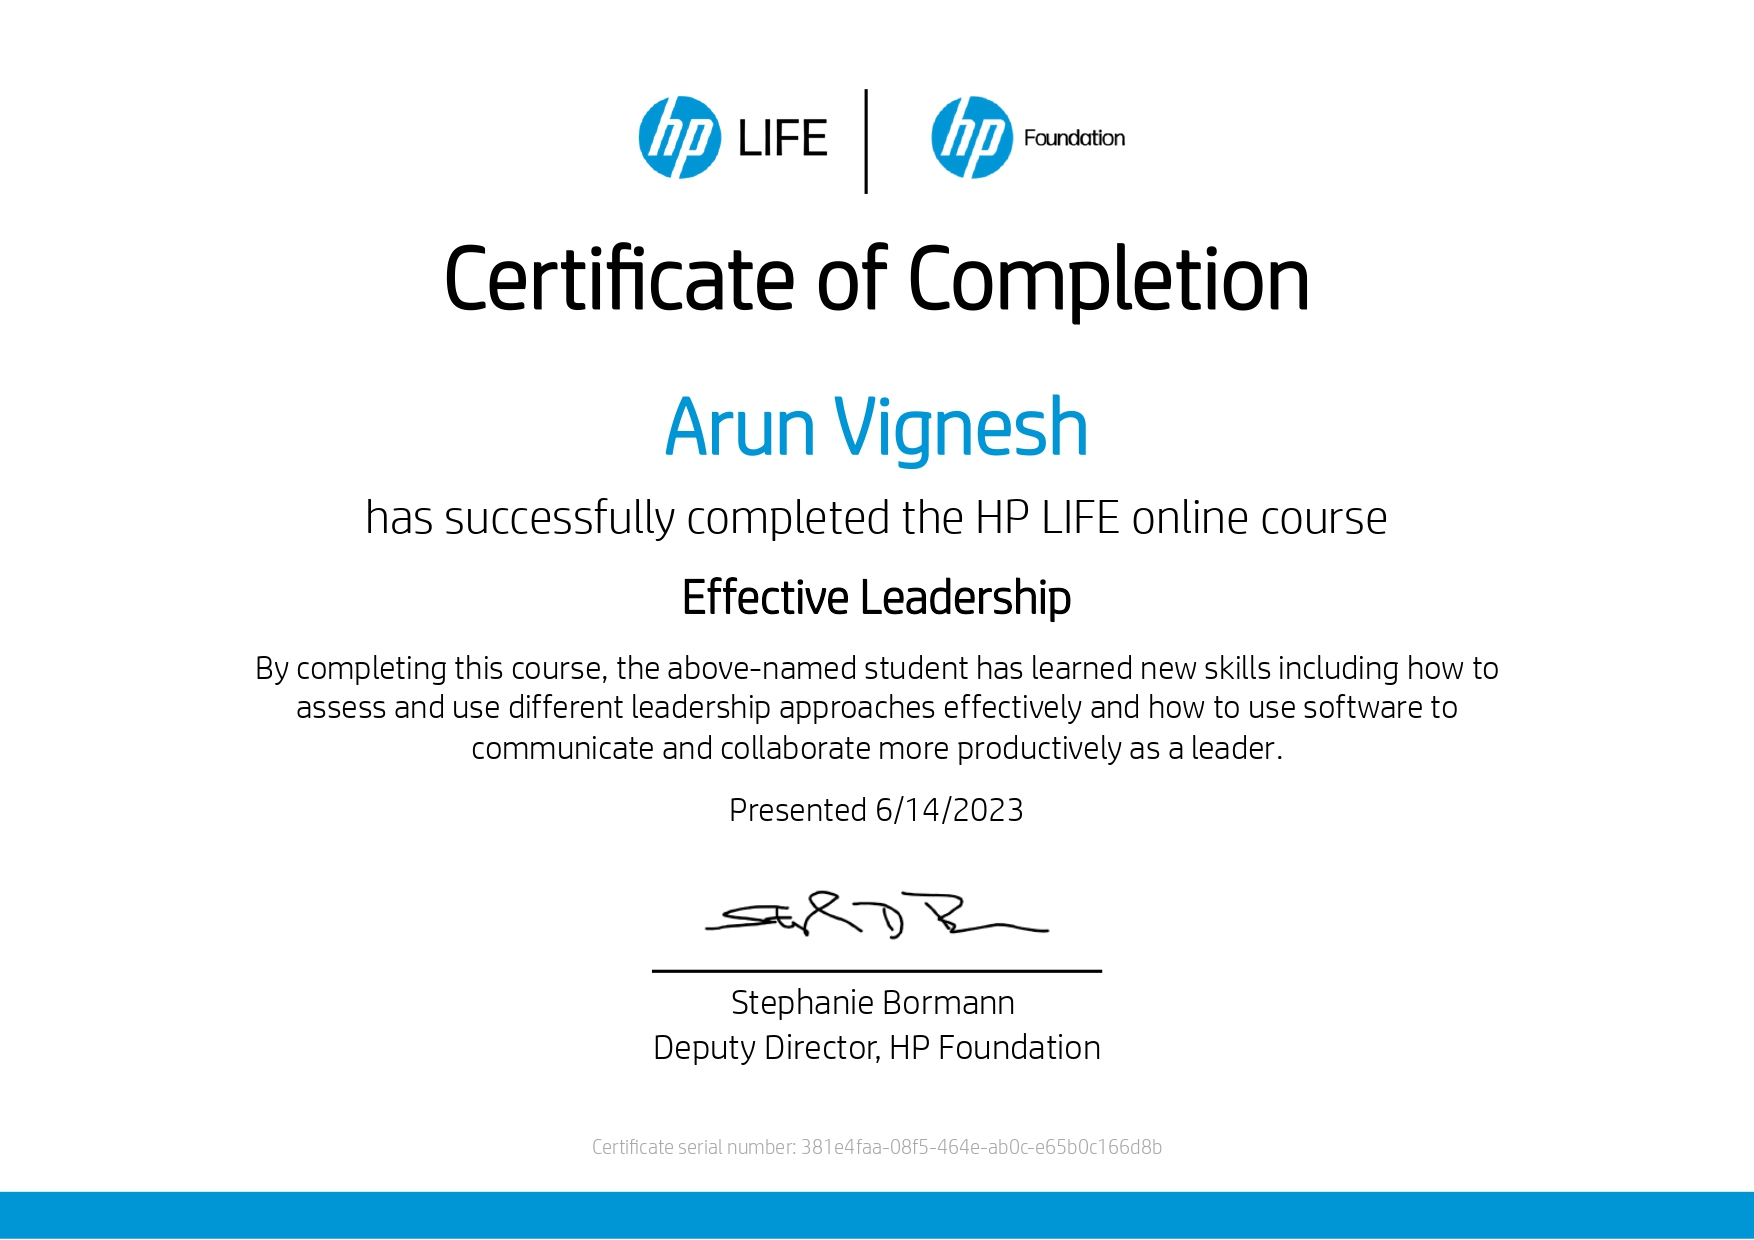 hp LIFE | hp Foundation
Certificate of Completion
Arun Vignesh
has successfully completed the HP LIFE online course
Effective Leadership
By completing this course, the above-named student has learned new skills including how to
assess and use different leadership approaches effectively and how to use software to
communicate and collaborate more productively as a leader.
Presented 6/14/2023
Stephanie Bormann
Deputy Director, HP Foundation
Certificate serial number: 381e4faa-08f5-464e-ab0c-e65b0c166d8b